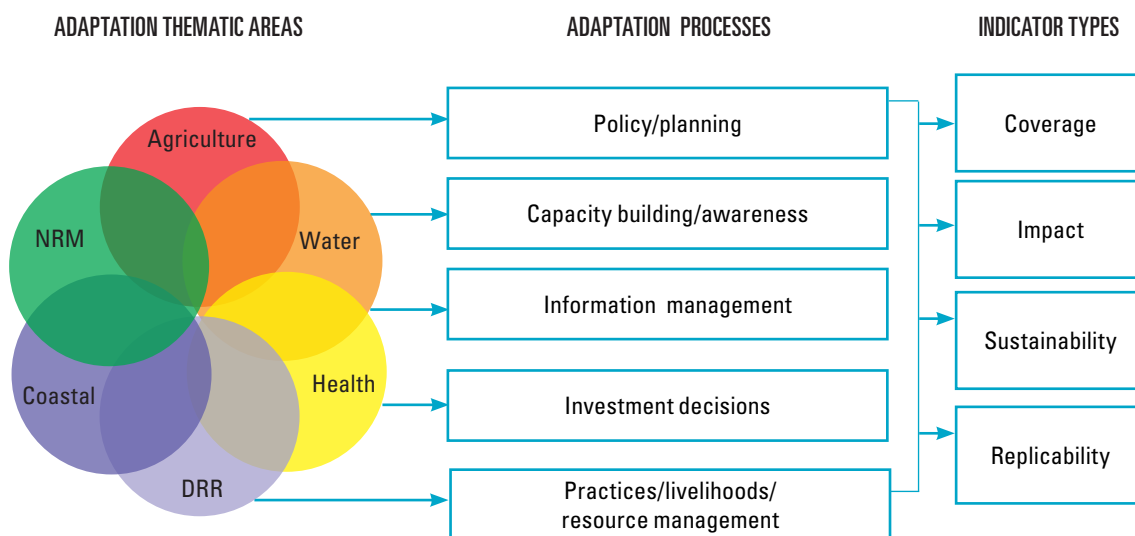 ADAPTATION THEMATIC AREAS
ADAPTATION PROCESSES
INDICATOR TYPES
Agriculture
NRM
Water
Coastal
Health
DRR
Policy/planning
Capacity building/awareness
Information management
Investment decisions
Practices/livelihoods/
resource management
Coverage
Impact
Sustainability
Replicability